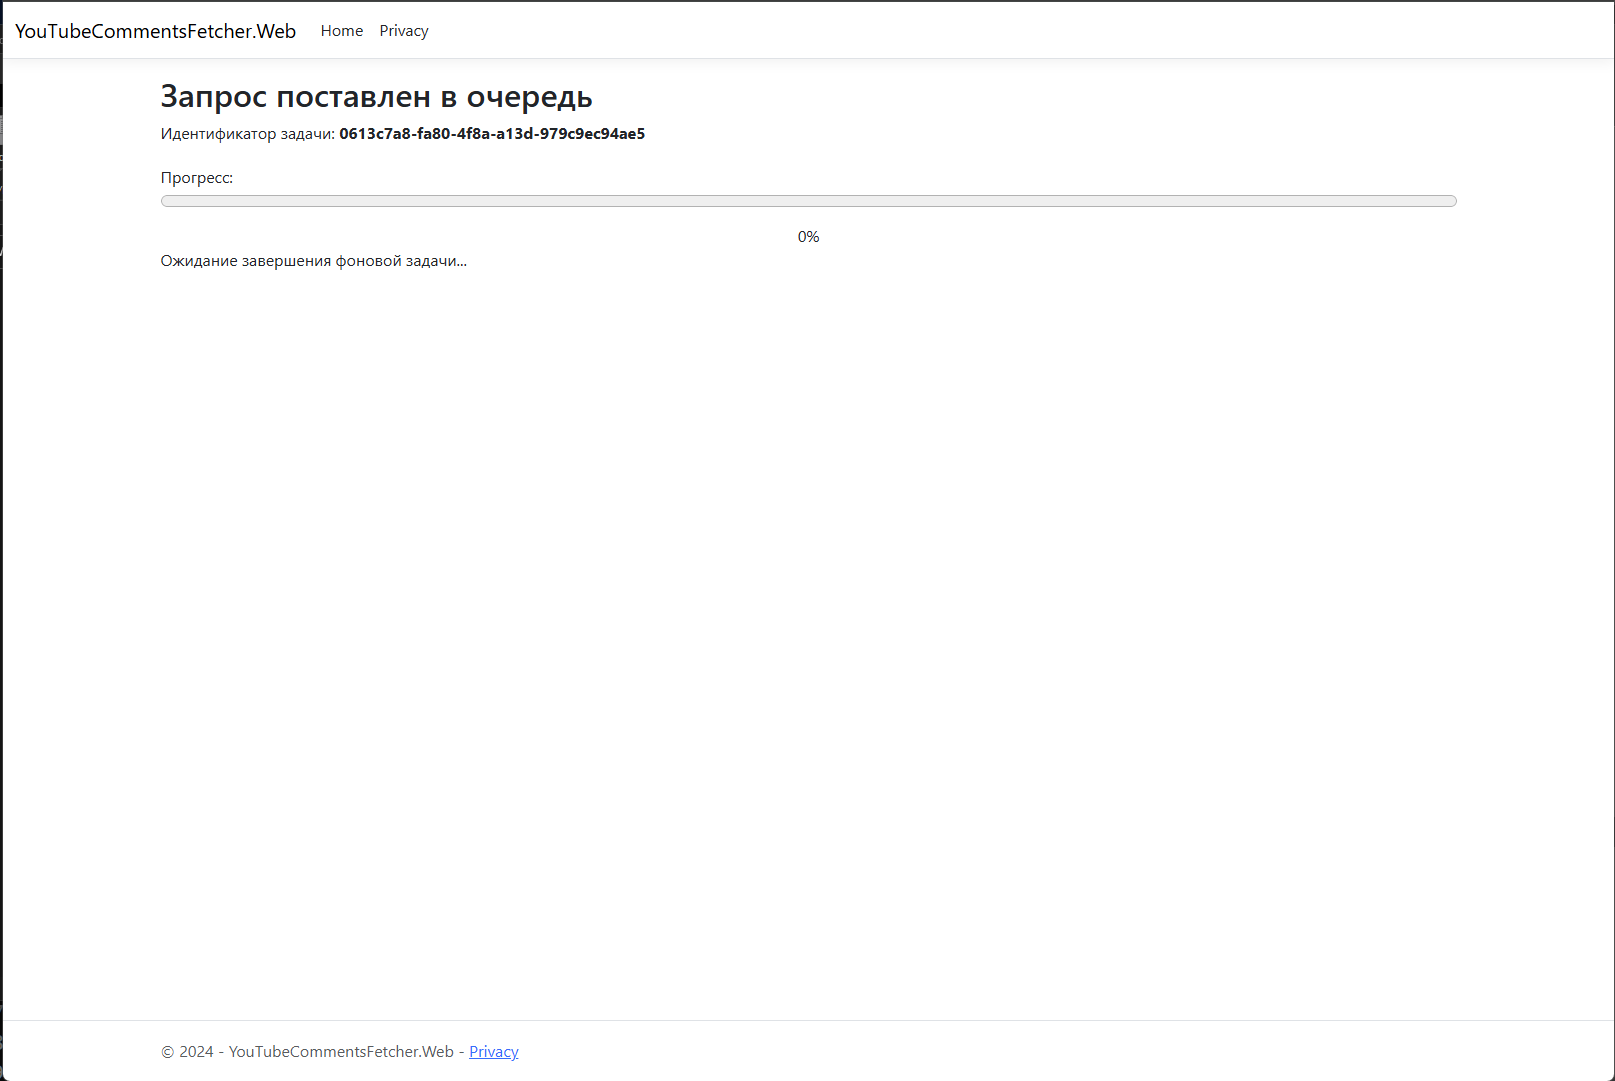 YouTubeCommentsFetcher.Web Home Privacy
Запрос поставлен в очередь
Идентификатор задачи: 0613c7a8-fa80-4f8a-a13d-979c9ec94ae5
Прогресс:
0%
Ожидание завершения фоновой задачи...
© 2024 - YouTubeCommentsFetcher.Web - Privacy